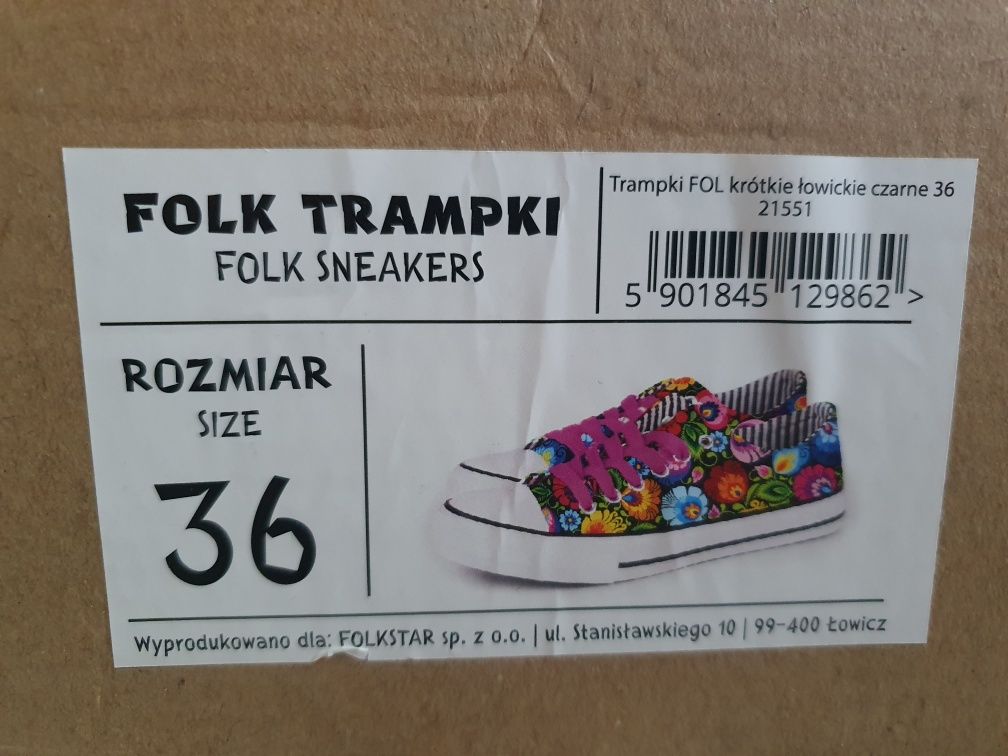 FOLK TRAMPKI
FOLK SNEAKERS
Trampki FOL krótkie łowickie czarne 36
21551
5 901845 129862 >
ROZMIAR
SIZE
36
Wyprodukowano dla: FOLKSTAR sp. z o.o. | ul. Stanisławskiego 10 | 99-400 Łowicz